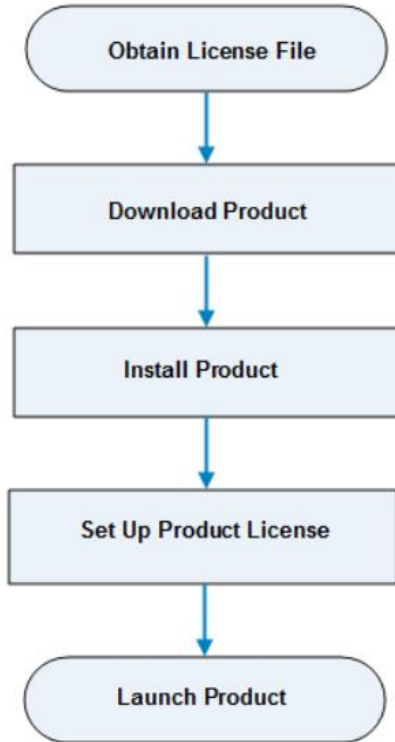 Obtain License File
Download Product
Install Product
Set Up Product License
Launch Product